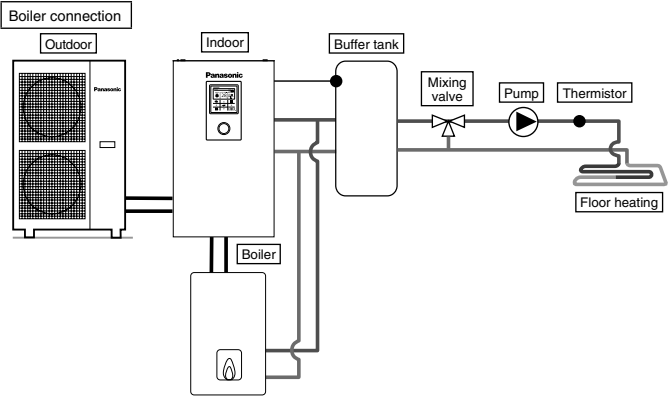 Boiler connection
Outdoor
Indoor
Buffer tank
Mixing
valve
Pump
Thermistor
Panasonic
Panasonic
Floor heating
Boiler